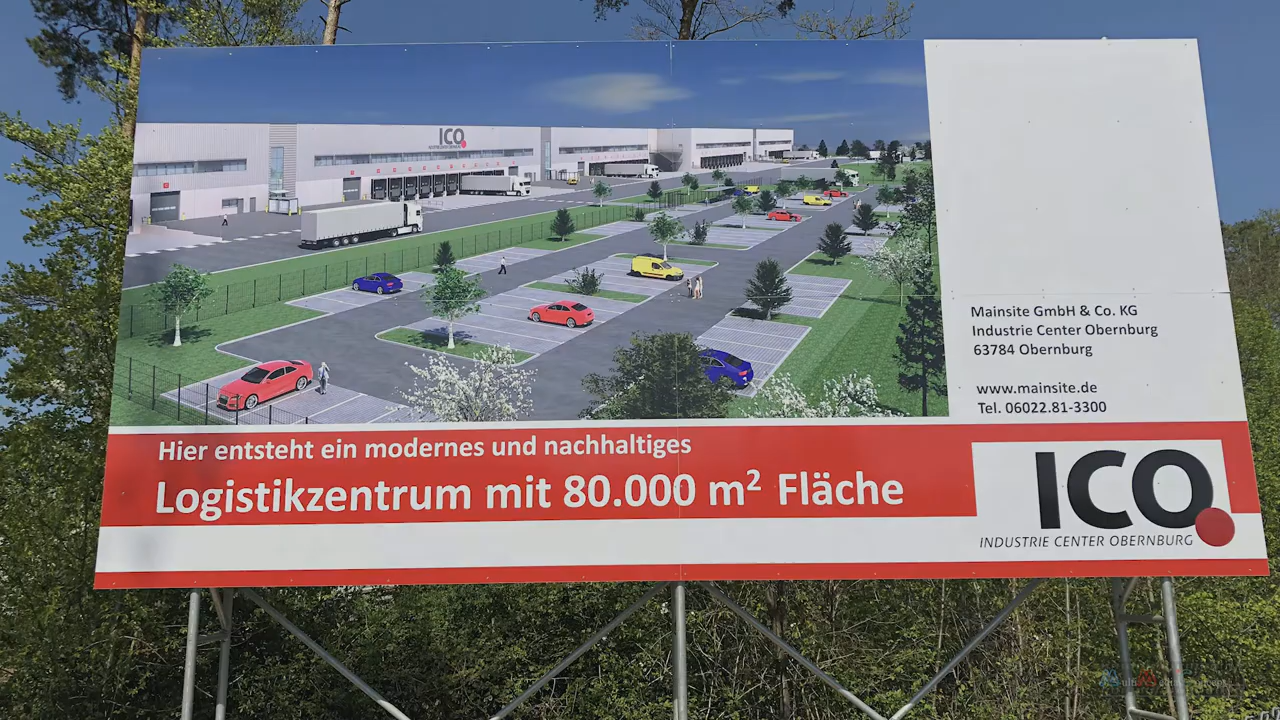 ICO
Mainsite GmbH & Co. KG
Industrie Center Obernburg
63784 Obernburg
www.mainsite.de
Tel. 06022.81-3300
Hier entsteht ein modernes und nachhaltiges
Logistikzentrum mit 80.000 m² Fläche
ICO
INDUSTRIE CENTER OBERNBURG